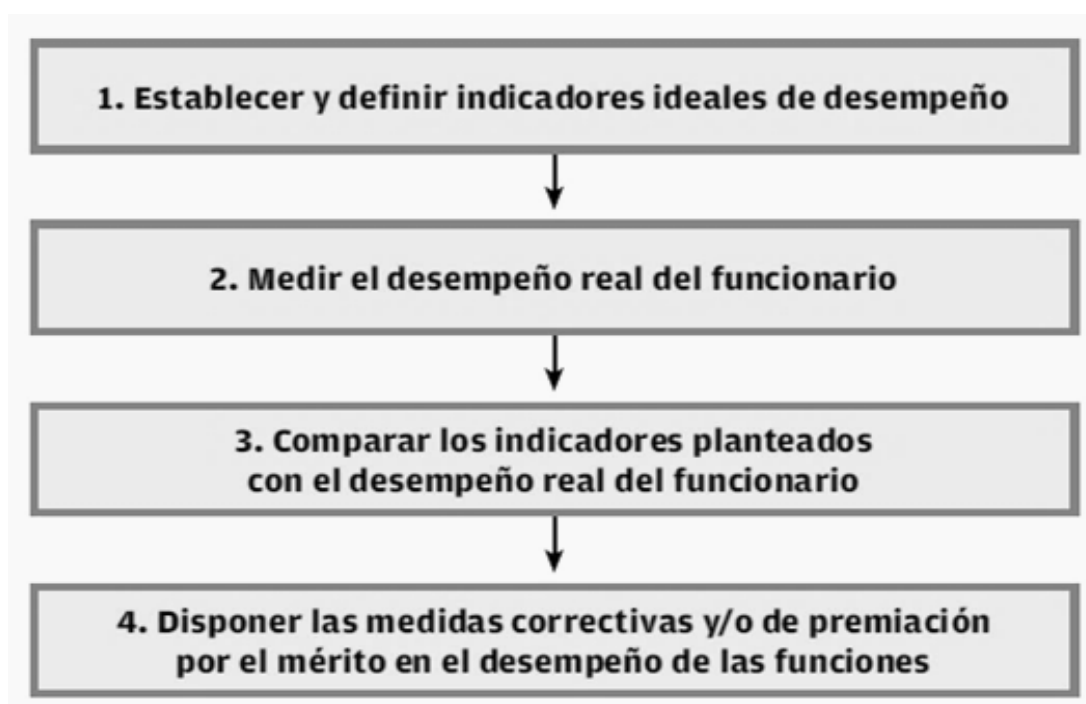 1. Establecer y definir indicadores ideales de desempeño
2. Medir el desempeño real del funcionario
3. Comparar los indicadores planteados
con el desempeño real del funcionario
4. Disponer las medidas correctivas y/o de premiación
por el mérito en el desempeño de las funciones